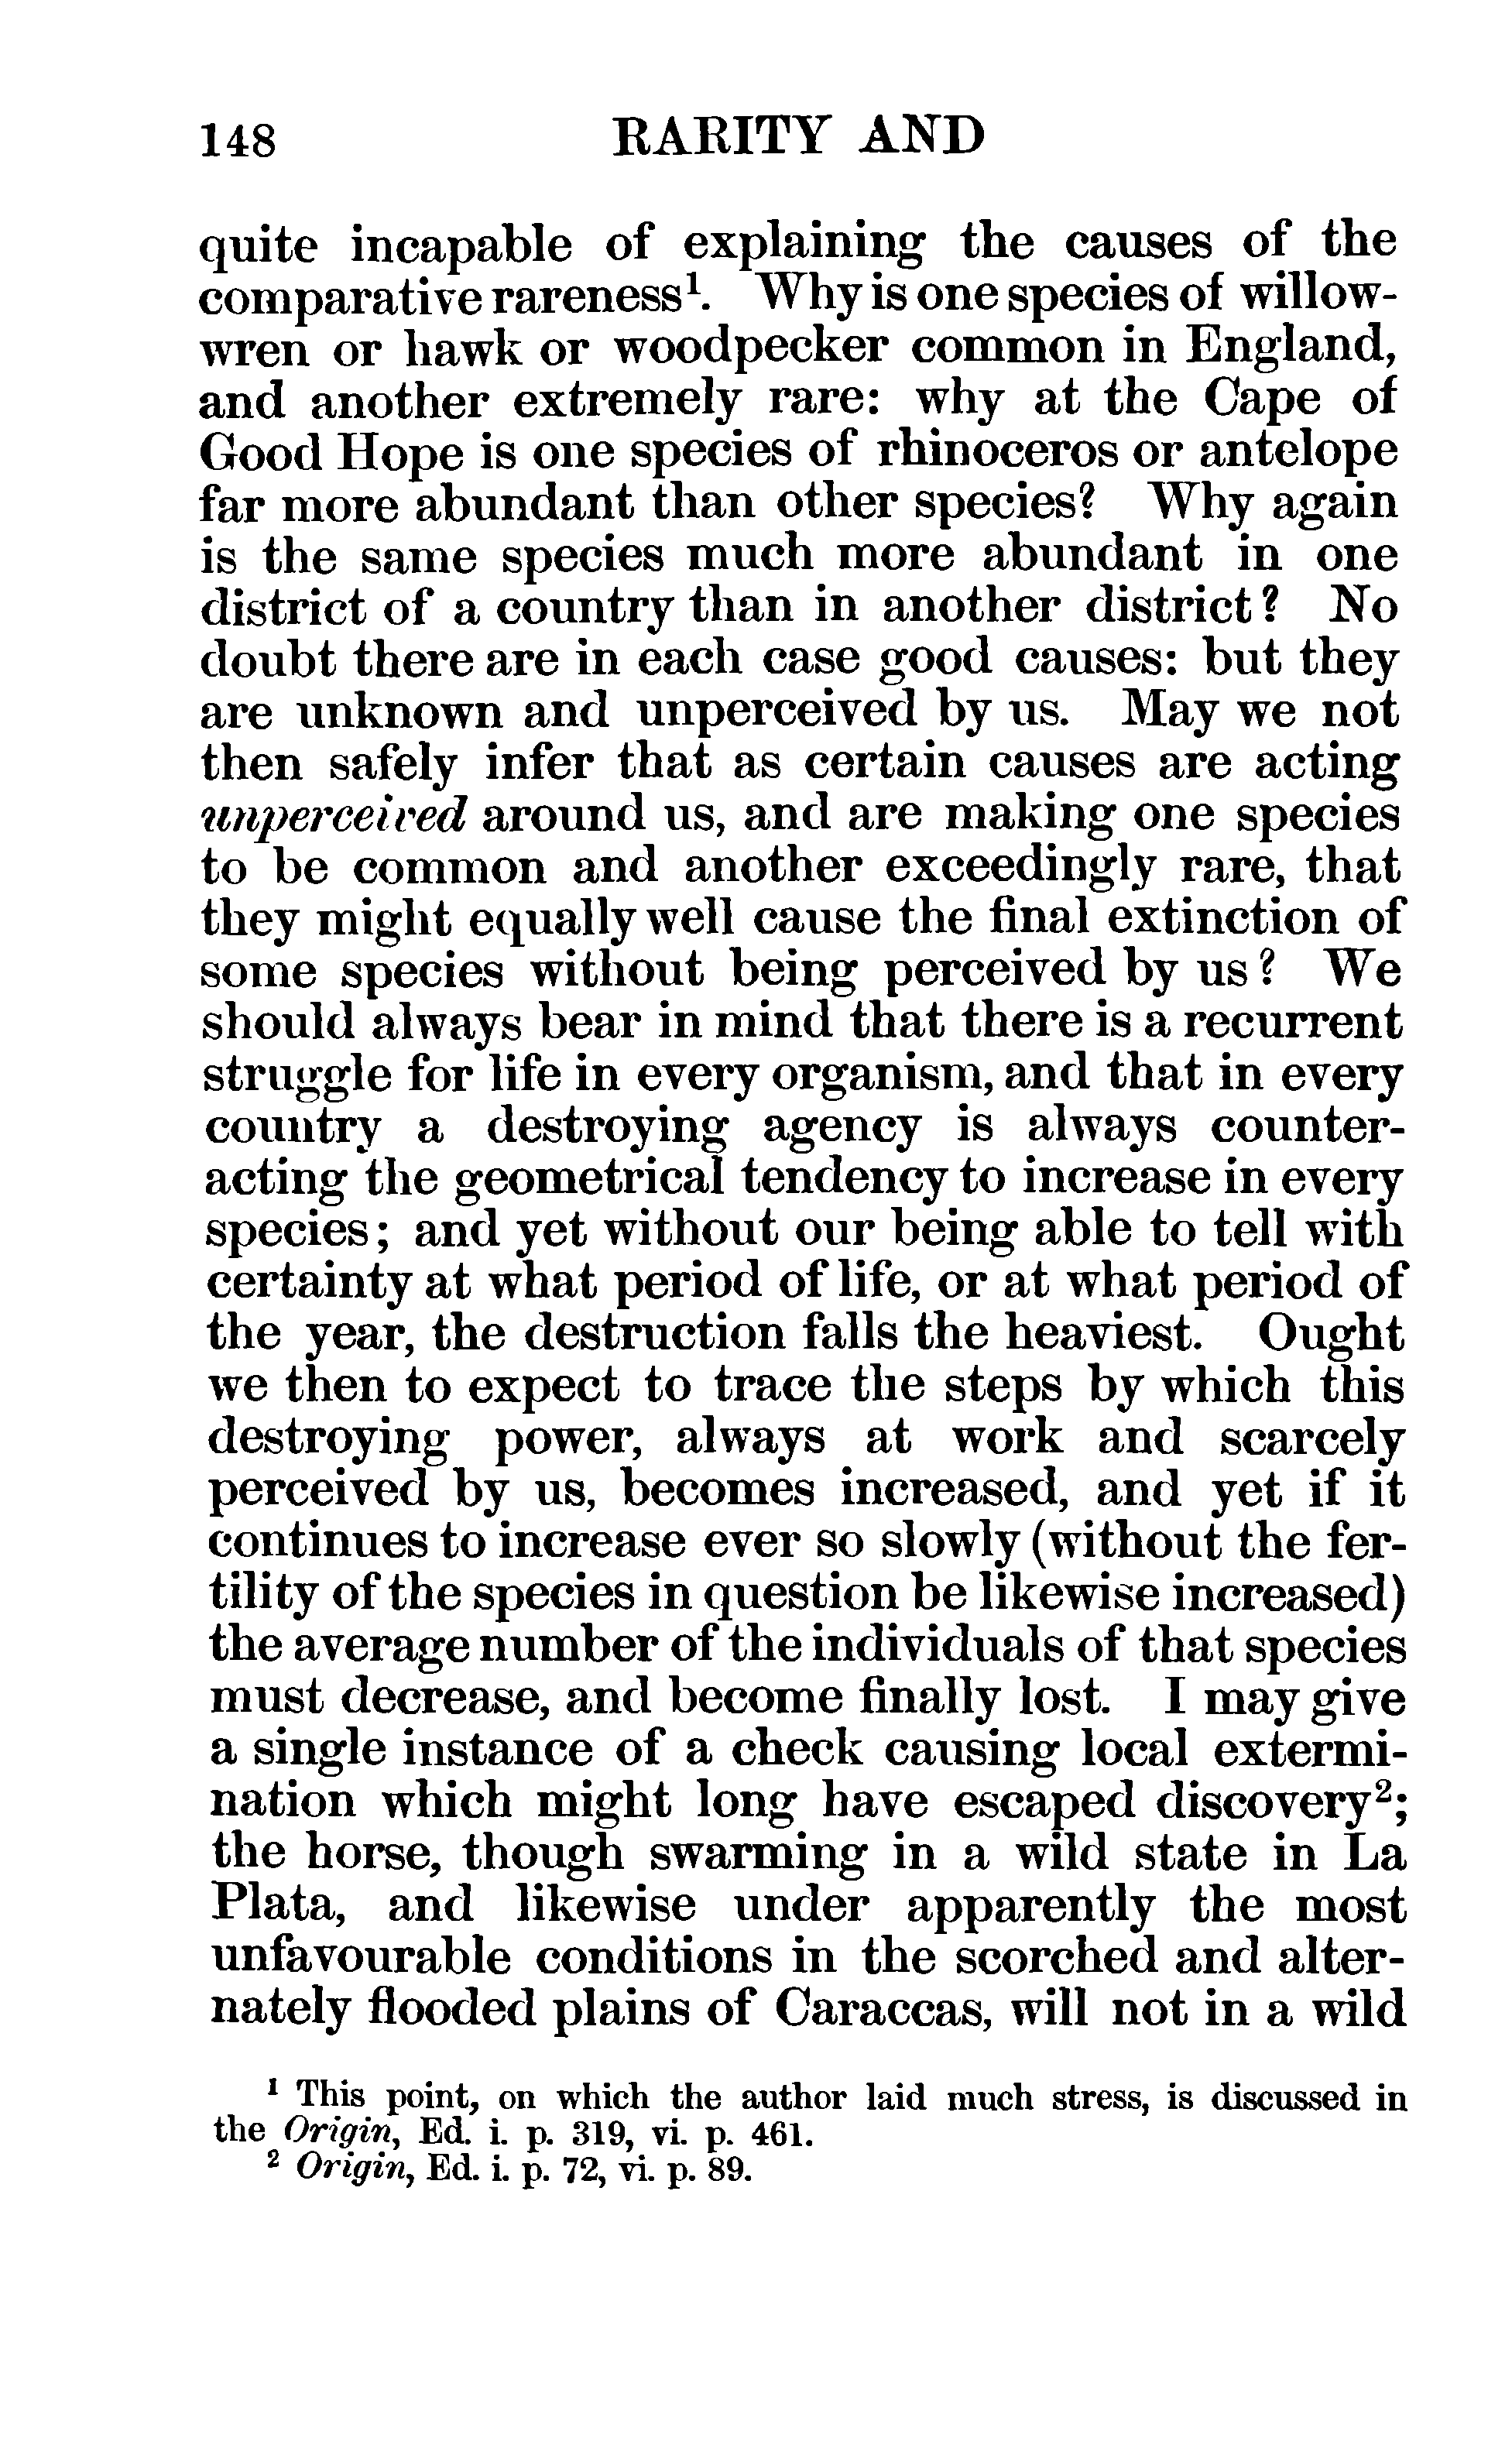 148 RARITY AND
quite incapable of explaining the causes of the
comparative rareness¹. Why is one species of willow-
wren or hawk or woodpecker common in England,
and another extremely rare: why at the Cape of
Good Hope is one species of rhinoceros or antelope
far more abundant than other species? Why again
is the same species much more abundant in one
district of a country than in another district? No
doubt there are in each case good causes: but they
are unknown and unperceived by us. May we not
then safely infer that as certain causes are acting
unperceived around us, and are making one species
to be common and another exceedingly rare, that
they might equally well cause the final extinction of
some species without being perceived by us? We
should always bear in mind that there is a recurrent
struggle for life in every organism, and that in every
country a destroying agency is always counter-
acting the geometrical tendency to increase in every
species; and yet without our being able to tell with
certainty at what period of life, or at what period of
the year, the destruction falls the heaviest. Ought
we then to expect to trace the steps by which this
destroying power, always at work and scarcely
perceived by us, becomes increased, and yet if it
continues to increase ever so slowly (without the fer-
tility of the species in question be likewise increased)
the average number of the individuals of that species
must decrease, and become finally lost. I may give
a single instance of a check causing local extermi-
nation which might long have escaped discovery²;
the horse, though swarming in a wild state in La
Plata, and likewise under apparently the most
unfavourable conditions in the scorched and alter-
nately flooded plains of Caraccas, will not in a wild
¹ This point, on which the author laid much stress, is discussed in
the Origin, Ed. i. p. 319, vi. p. 461.
² Origin, Ed. i. p. 72, vi. p. 89.